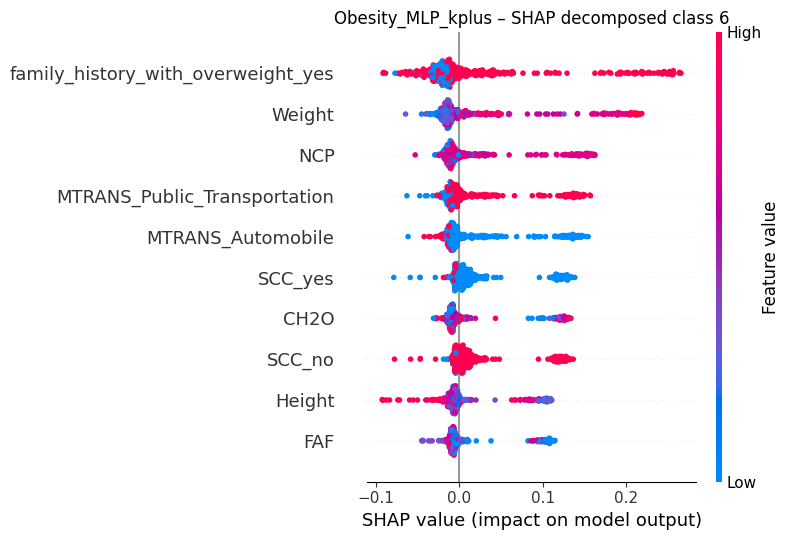 Obesity_MLP_kplus – SHAP decomposed class 6
High
family_history_with_overweight_yes
Weight
NCP
MTRANS_Public_Transportation
MTRANS_Automobile
SCC_yes
CH2O
SCC_no
Height
FAF
Feature value
Low
−0.1 0.0 0.1 0.2
SHAP value (impact on model output)